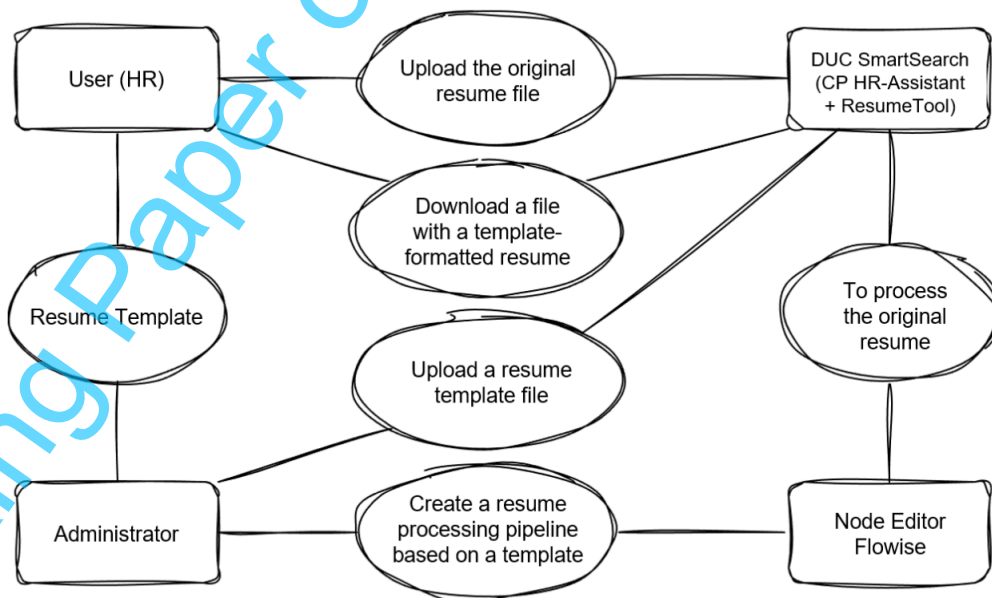 User (HR)
Upload the original
resume file
DUC SmartSearch
(CP HR-Assistant
+ ResumeTool)
Download a file
with a template-
formatted resume
Resume Template
To process
the original
resume
Upload a resume
template file
Administrator
Create a resume
processing pipeline
based on a template
Node Editor
Flowise
ing Paper o